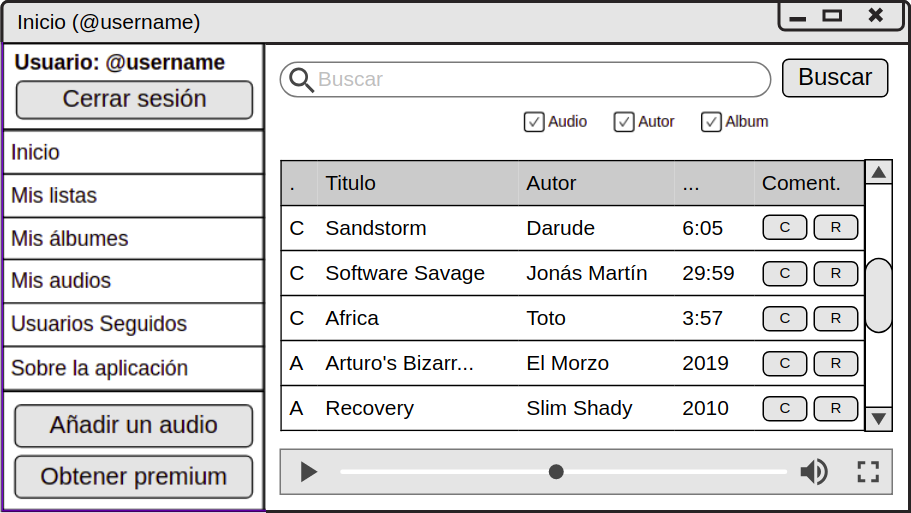 Inicio (@username)
Usuario: @username
Cerrar sesión
Inicio
Mis listas
Mis álbumes
Mis audios
Usuarios Seguidos
Sobre la aplicación
Añadir un audio
Obtener premium
Buscar
Buscar
Audio Autor Album
. Titulo Autor ... Coment.
C Sandstorm Darude 6:05 C R
C Software Savage Jonás Martín 29:59 C R
C Africa Toto 3:57 C R
A Arturo's Bizarr... El Morzo 2019 C R
A Recovery Slim Shady 2010 C R